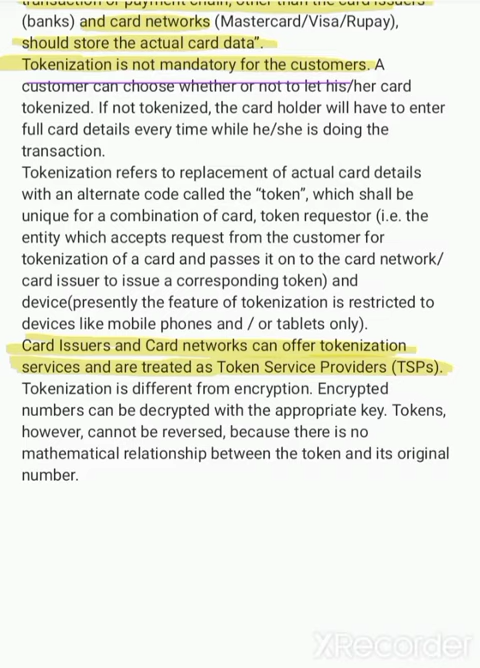 transaction or payment chain, other than the card issuers
(banks) and card networks (Mastercard/Visa/Rupay),
should store the actual card data”.
Tokenization is not mandatory for the customers. A
customer can choose whether or not to let his/her card
tokenized. If not tokenized, the card holder will have to enter
full card details every time while he/she is doing the
transaction.
Tokenization refers to replacement of actual card details
with an alternate code called the “token”, which shall be
unique for a combination of card, token requestor (i.e. the
entity which accepts request from the customer for
tokenization of a card and passes it on to the card network/
card issuer to issue a corresponding token) and
device(presently the feature of tokenization is restricted to
devices like mobile phones and / or tablets only).
Card Issuers and Card networks can offer tokenization
services and are treated as Token Service Providers (TSPs).
Tokenization is different from encryption. Encrypted
numbers can be decrypted with the appropriate key. Tokens,
however, cannot be reversed, because there is no
mathematical relationship between the token and its original
number.
XRecorder